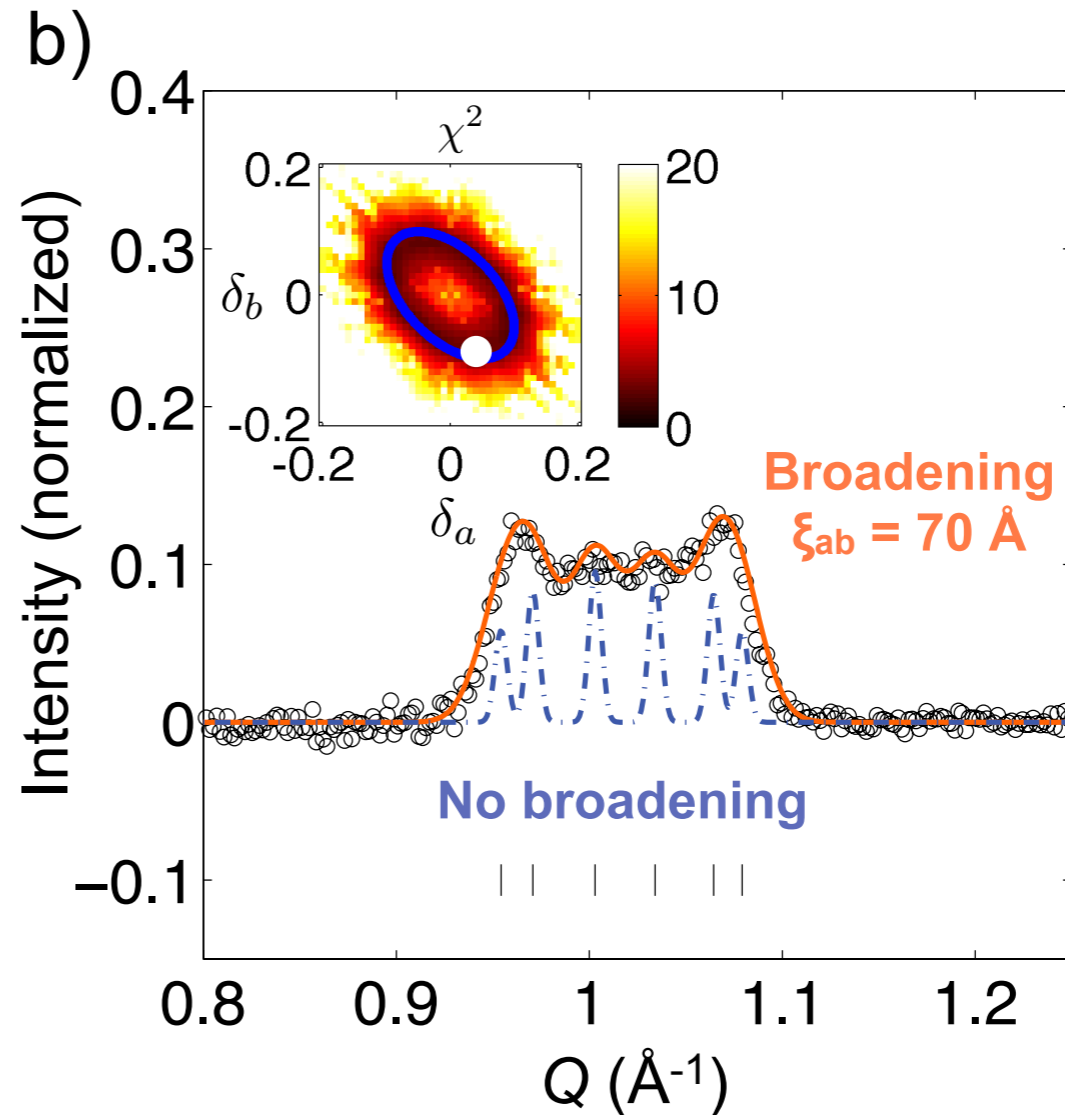 b)
Intensity (normalized)
0.4
0.3
0.2
0.1
0
−0.1
χ²
0.2
0
-0.2
δb
-0.2 0 0.2
δa
20
10
0
Broadening
ξab = 70 Å
No broadening
0.8 0.9 1 1.1 1.2
Q (Å-1)